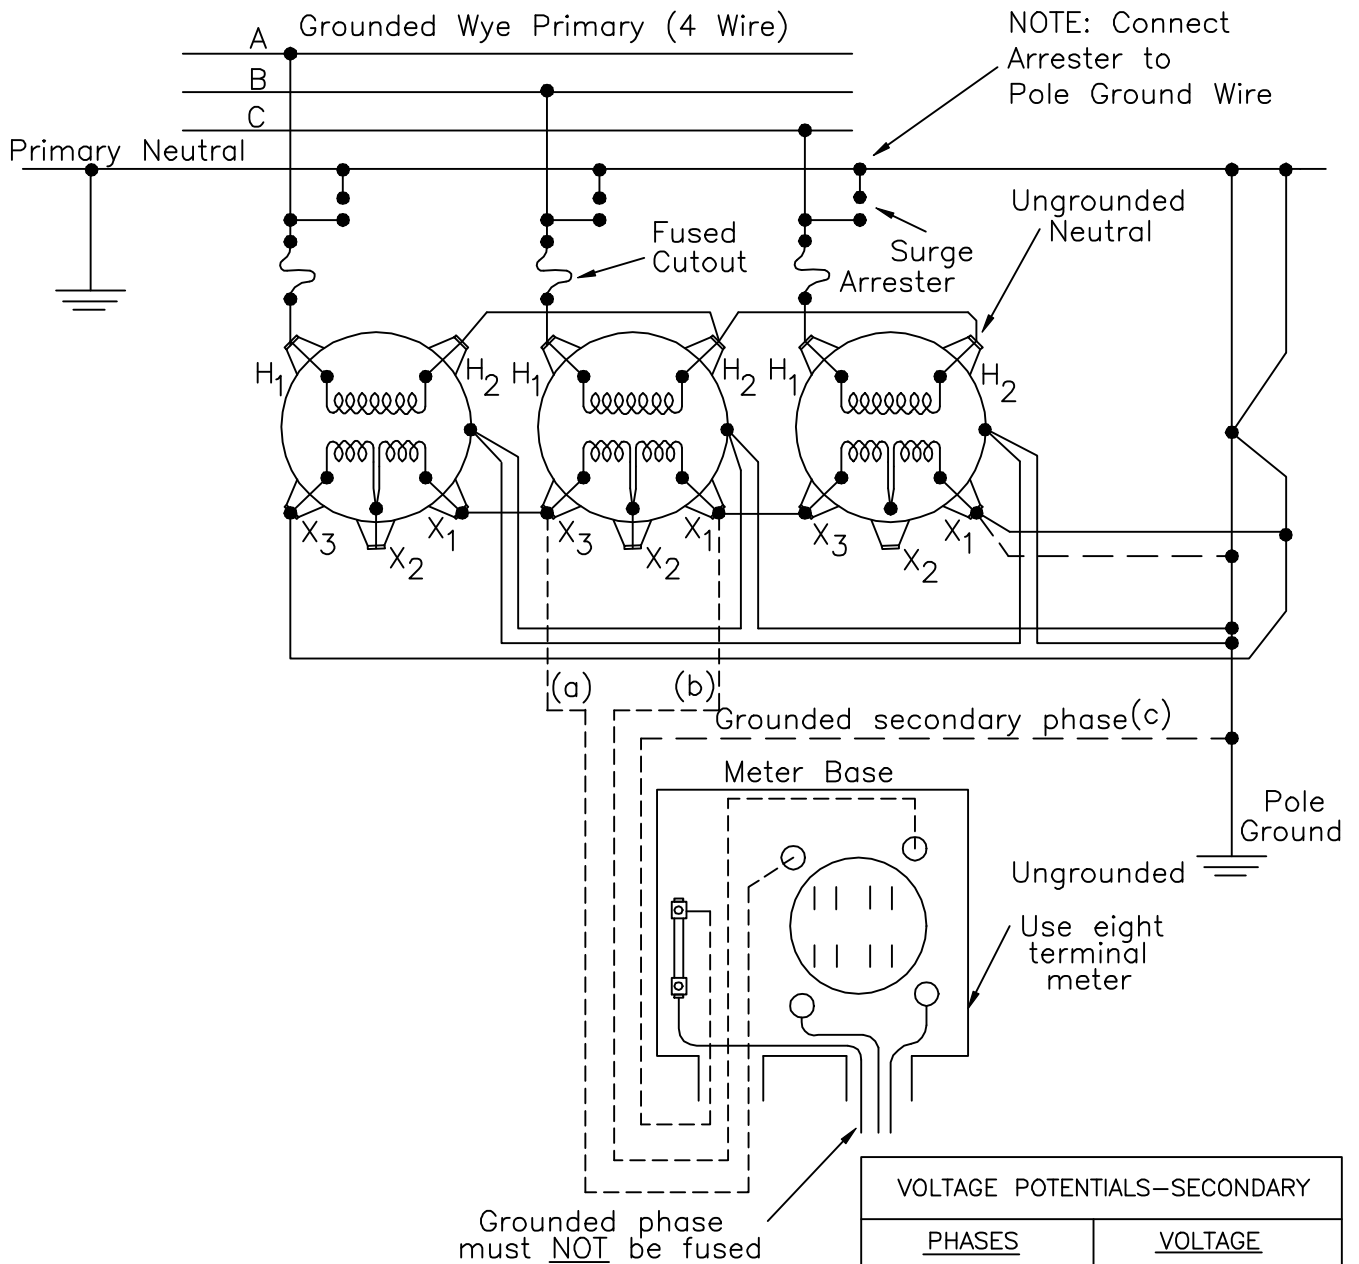 Grounded Wye Primary (4 Wire)
A
B
C
NOTE: Connect
Arrester to
Pole Ground Wire
Primary Neutral
Ungrounded
Neutral
Fused
Cutout
Surge
Arrester
H1
H2
H1
H2
H1
H2
X3
X2
X1
X3
X2
X1
X3
X2
X1
(a)
(b)
Grounded secondary phase(c)
Meter Base
Pole
Ground
Ungrounded
Use eight
terminal
meter
Grounded phase
must NOT be fused
VOLTAGE POTENTIALS-SECONDARY
PHASES
VOLTAGE